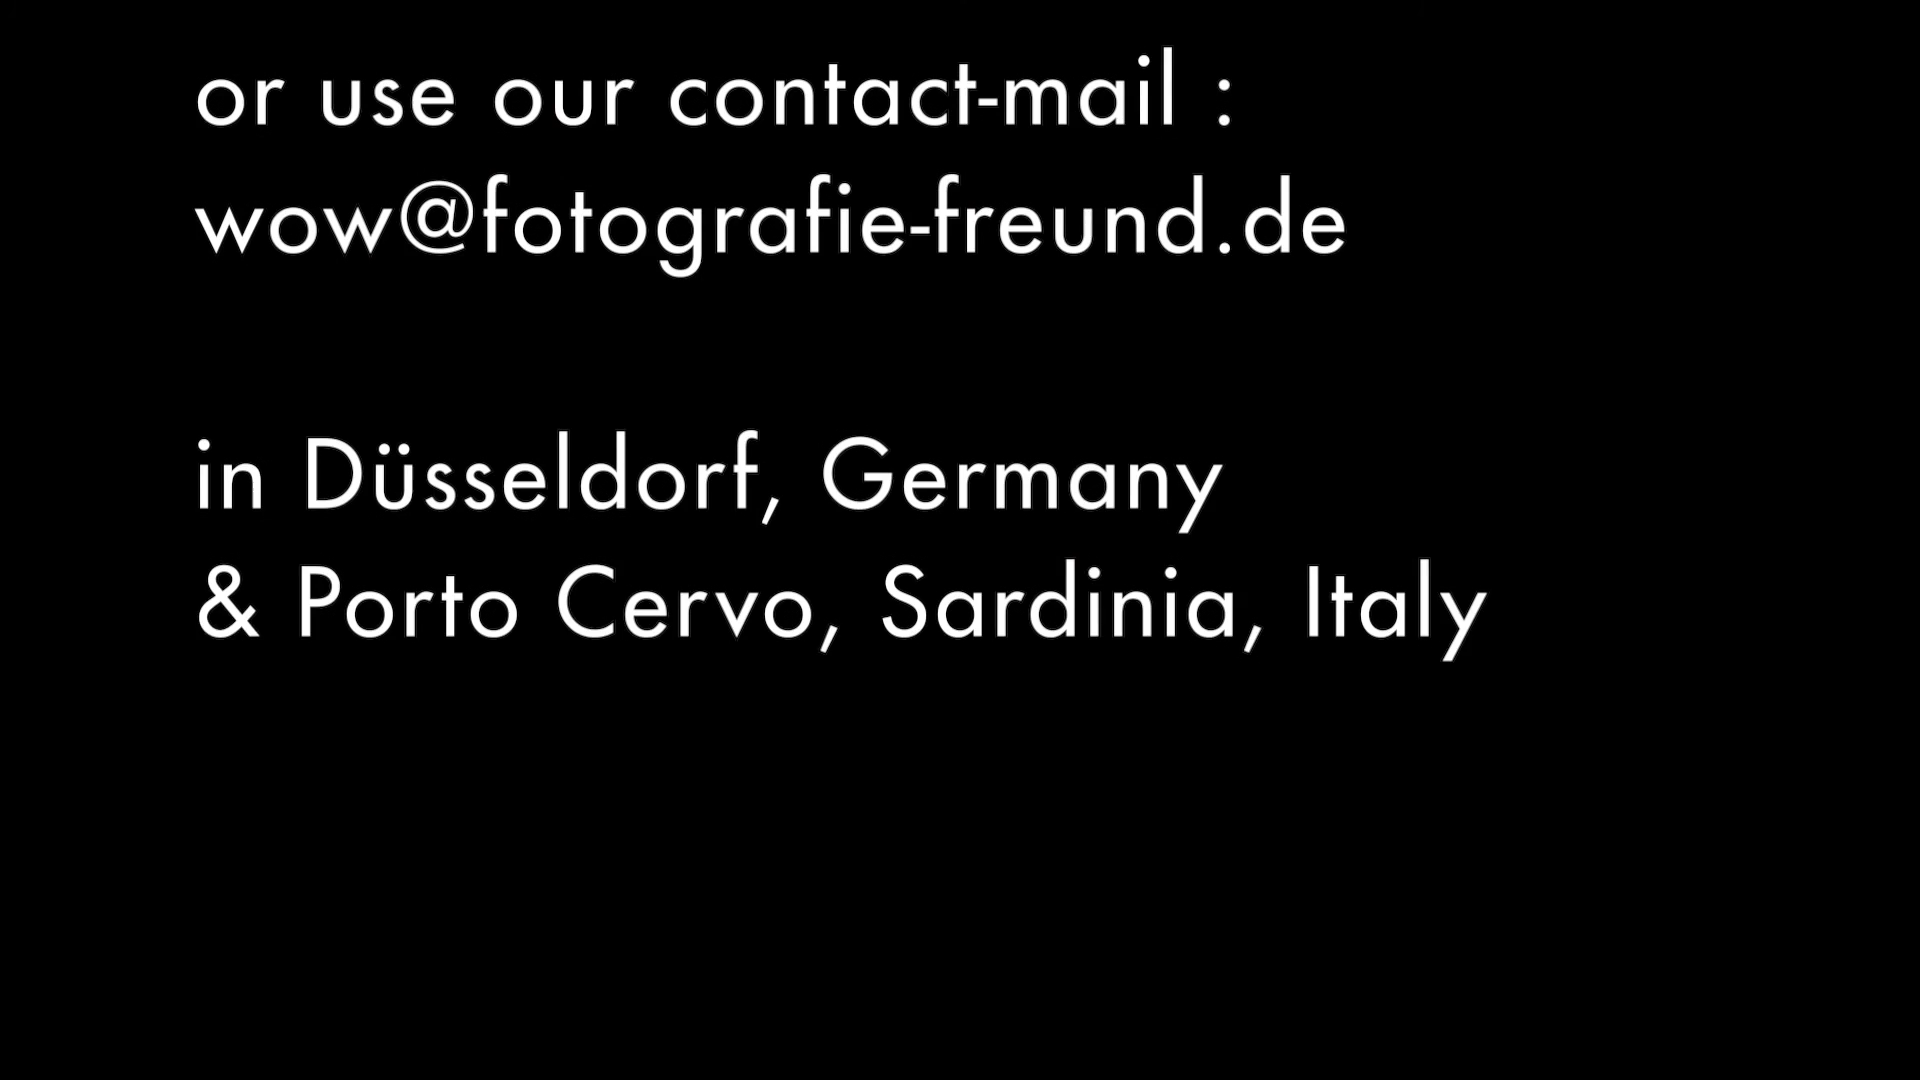 or use our contact-mail :
wow@fotografie-freund.de
in Düsseldorf, Germany
& Porto Cervo, Sardinia, Italy